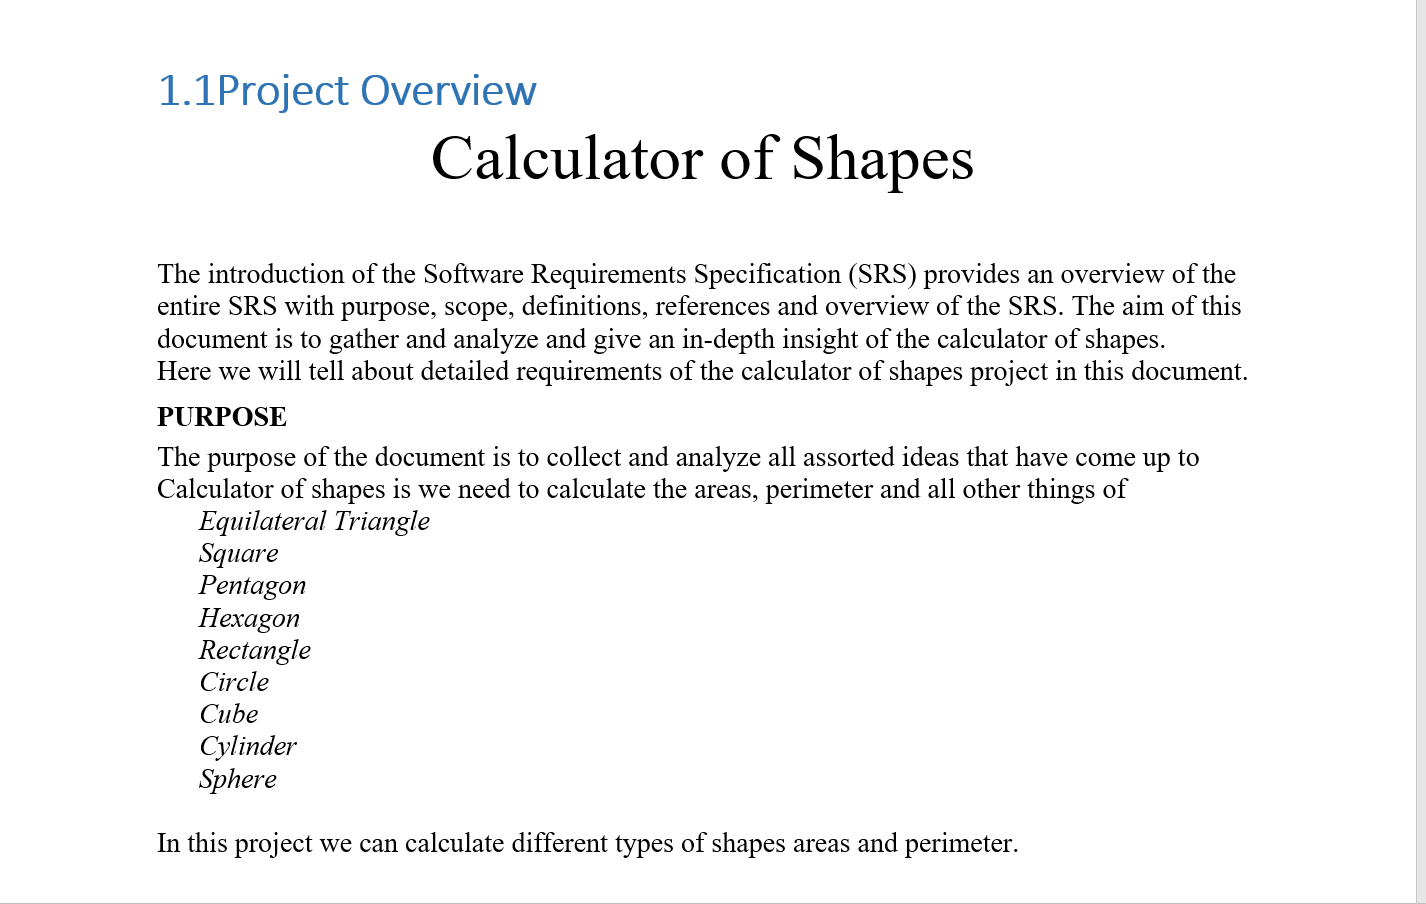 1.1Project Overview
Calculator of Shapes
The introduction of the Software Requirements Specification (SRS) provides an overview of the
entire SRS with purpose, scope, definitions, references and overview of the SRS. The aim of this
document is to gather and analyze and give an in-depth insight of the calculator of shapes.
Here we will tell about detailed requirements of the calculator of shapes project in this document.
PURPOSE
The purpose of the document is to collect and analyze all assorted ideas that have come up to
Calculator of shapes is we need to calculate the areas, perimeter and all other things of
Equilateral Triangle
Square
Pentagon
Hexagon
Rectangle
Circle
Cube
Cylinder
Sphere
In this project we can calculate different types of shapes areas and perimeter.